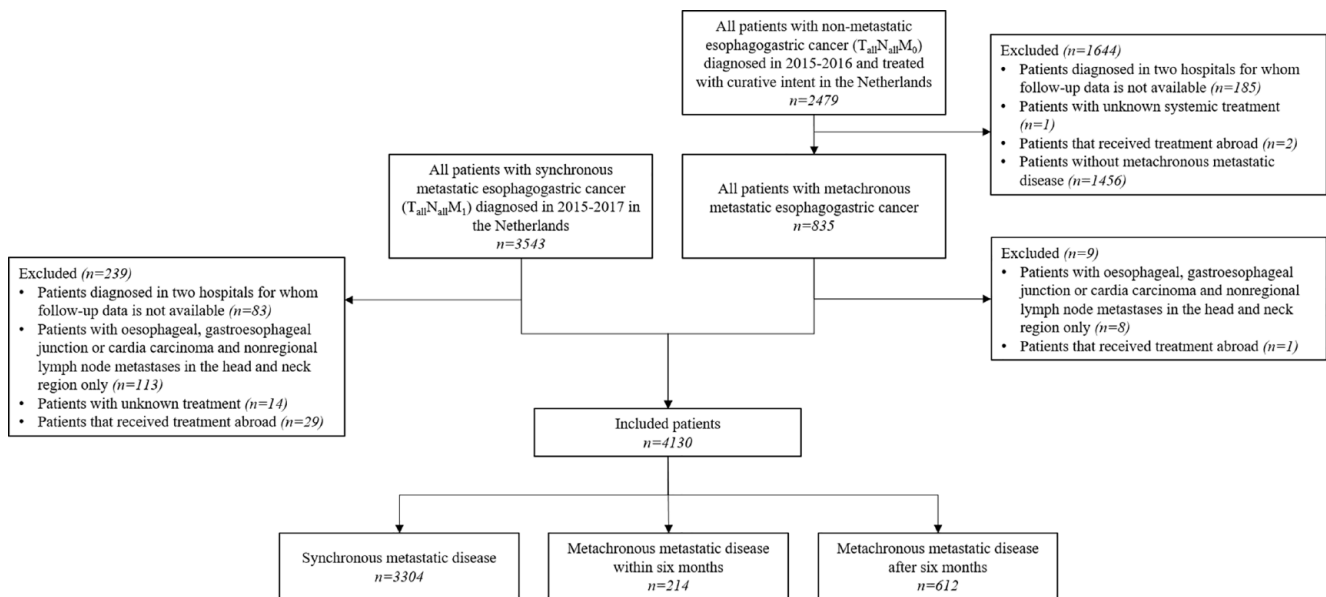 All patients with non-metastatic
esophagogastric cancer (TallNallM0)
diagnosed in 2015-2016 and treated
with curative intent in the Netherlands
n=2479
Excluded (n=1644)
• Patients diagnosed in two hospitals for whom
follow-up data is not available (n=185)
• Patients with unknown systemic treatment
(n=1)
• Patients that received treatment abroad (n=2)
• Patients without metachronous metastatic
disease (n=1456)
All patients with synchronous
metastatic esophagogastric cancer
(TallNallM1) diagnosed in 2015-2017 in
the Netherlands
n=3543
All patients with metachronous
metastatic esophagogastric cancer
n=835
Excluded (n=239)
• Patients diagnosed in two hospitals for whom
follow-up data is not available (n=83)
• Patients with oesophageal, gastroesophageal
junction or cardia carcinoma and nonregional
lymph node metastases in the head and neck
region only (n=113)
• Patients with unknown treatment (n=14)
• Patients that received treatment abroad (n=29)
Excluded (n=9)
• Patients with oesophageal, gastroesophageal
junction or cardia carcinoma and nonregional
lymph node metastases in the head and
neck region only (n=8)
• Patients that received treatment abroad (n=1)
Included patients
n=4130
Synchronous metastatic disease
n=3304
Metachronous metastatic disease
within six months
n=214
Metachronous metastatic disease
after six months
n=612